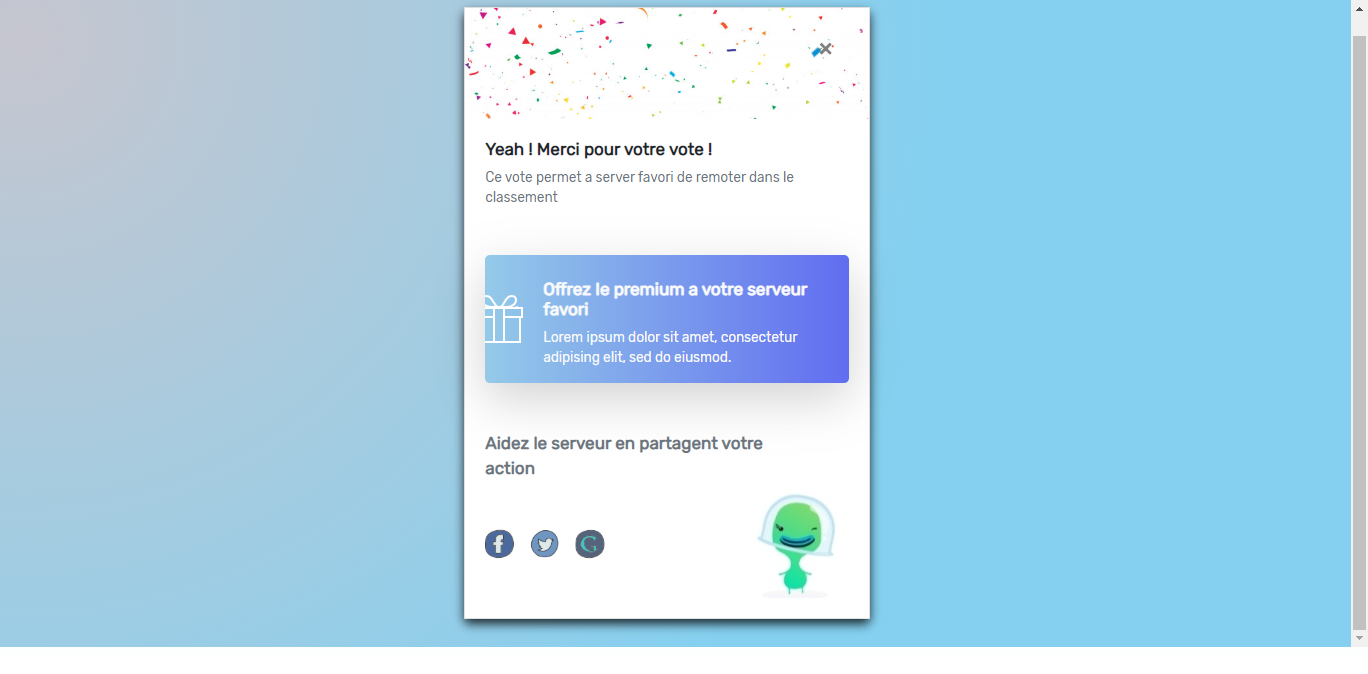 Yeah ! Merci pour votre vote !
Ce vote permet a server favori de remoter dans le
classement
Offrez le premium a votre serveur
favori
Lorem ipsum dolor sit amet, consectetur
adipising elit, sed do eiusmod.
Aidez le serveur en partagent votre
action